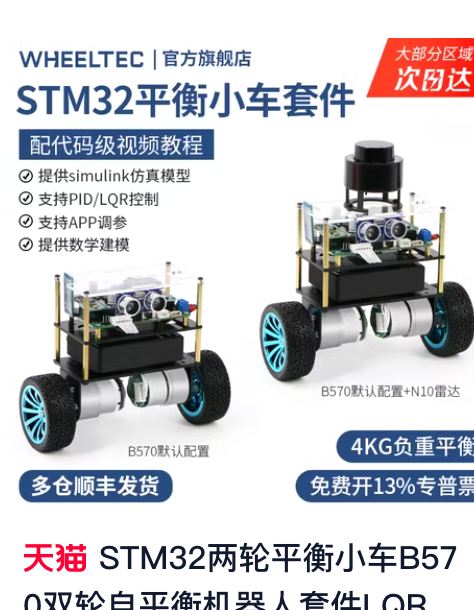 WHEELTEC | 官方旗舰店
大部分区域
次日达
STM32平衡小车套件
配代码级视频教程
提供simulink仿真模型
支持PID/LQR控制
支持APP调参
提供数学建模
B570默认配置+N10雷达
B570默认配置
4KG负重平衡
多仓顺丰发货
免费开13%专普票
天猫 STM32两轮平衡小车B57
0双轮自平衡机器人套件LQR